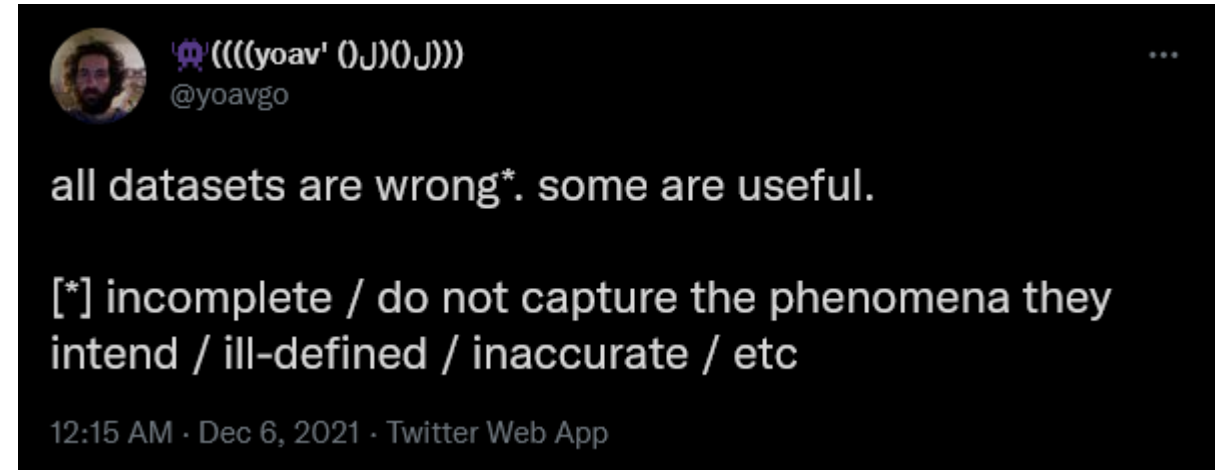 ((((yoav' ()ل)()ل)))
@yoavgo
all datasets are wrong*. some are useful.
[*] incomplete / do not capture the phenomena they
intend / ill-defined / inaccurate / etc
12:15 AM · Dec 6, 2021 · Twitter Web App